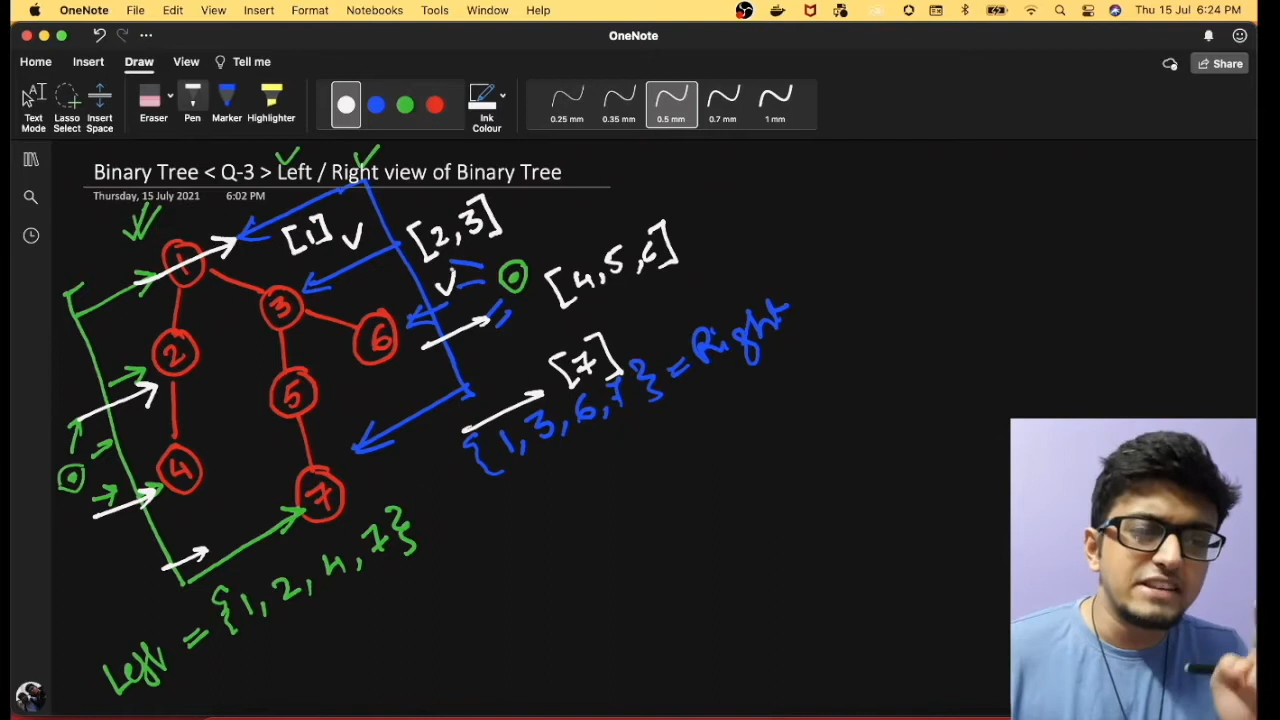 OneNote File Edit View Insert Format Notebooks Tools Window Help Thu 15 Jul 6:24 PM
OneNote
Home Insert Draw View Tell me Share
Text Mode Lasso Select Insert Space Eraser Pen Marker Highlighter Ink Colour 0.25 mm 0.35 mm 0.5 mm 0.7 mm 1 mm
Binary Tree < Q-3 > Left / Right view of Binary Tree
Thursday, 15 July 2021 6:02 PM
1 [1] [2,3]
3 [4,5,6]
2 6 [7]
5 {1, 3, 6, 7} = Right
4
7
Left = {1, 2, 4, 7}